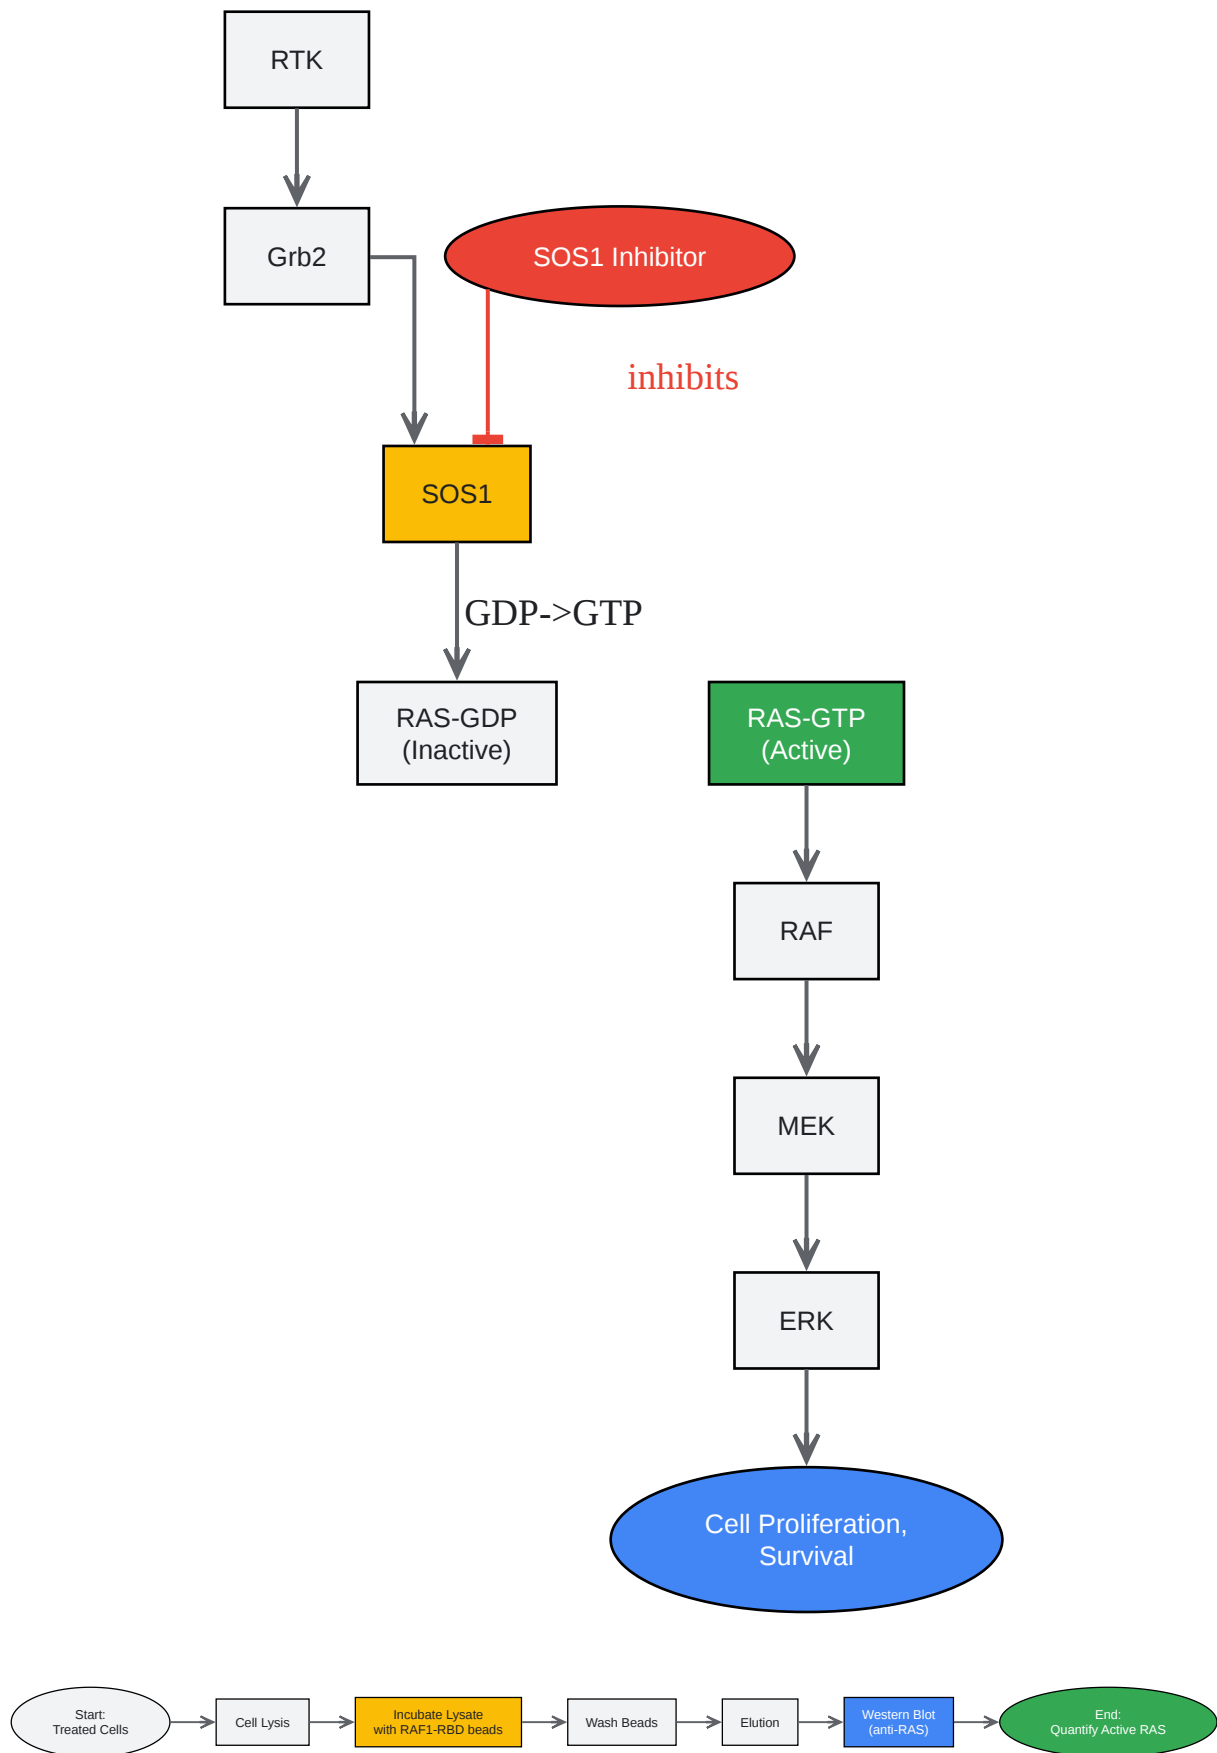 RTK
Grb2
SOS1 Inhibitor
inhibits
SOS1
GDP->GTP
RAS-GDP
(Inactive)
RAS-GTP
(Active)
RAF
MEK
ERK
Cell Proliferation,
Survival
Start:
Treated Cells
Cell Lysis
Incubate Lysate
with RAF1-RBD beads
Wash Beads
Elution
Western Blot
(anti-RAS)
End:
Quantify Active RAS